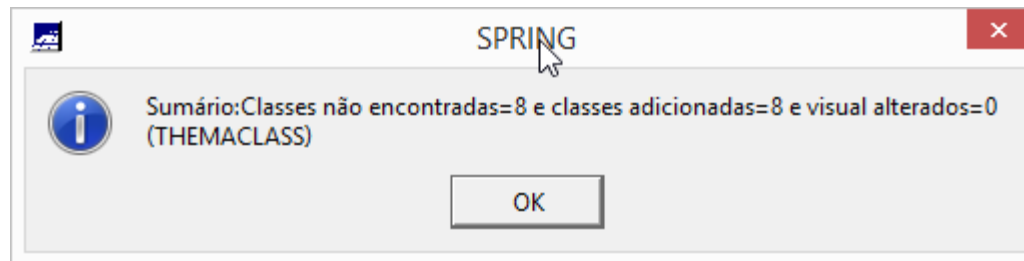 SPRING
Sumário:Classes não encontradas=8 e classes adicionadas=8 e visual alterados=0
(THEMACLASS)
OK